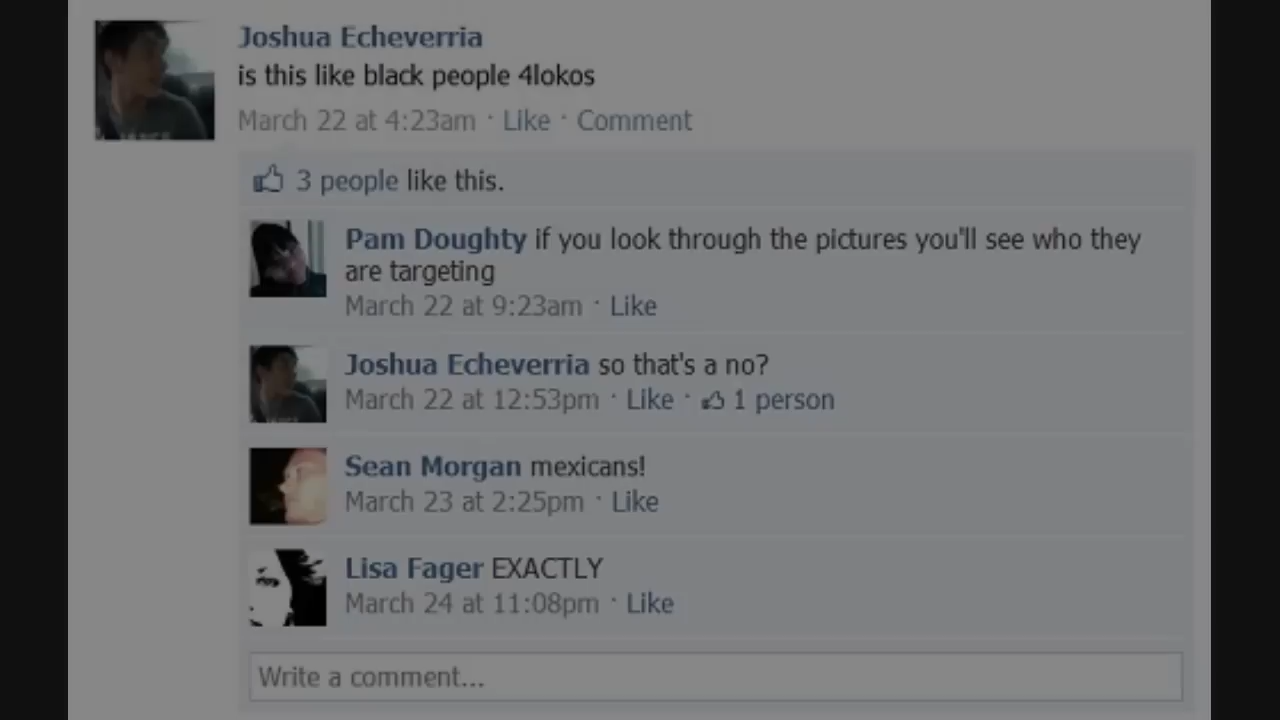 Joshua Echeverria
is this like black people 4lokos
March 22 at 4:23am · Like · Comment
3 people like this.
Pam Doughty if you look through the pictures you'll see who they
are targeting
March 22 at 9:23am · Like
Joshua Echeverria so that's a no?
March 22 at 12:53pm · Like · 1 person
Sean Morgan mexicans!
March 23 at 2:25pm · Like
Lisa Fager EXACTLY
March 24 at 11:08pm · Like
Write a comment...